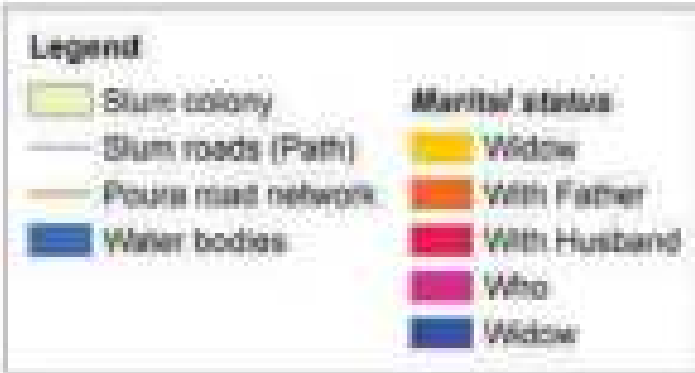 Legend
Slum colony
Slum roads (Path)
Poura road network
Water bodies
Marital status
Widow
With Father
With Husband
Who
Widow